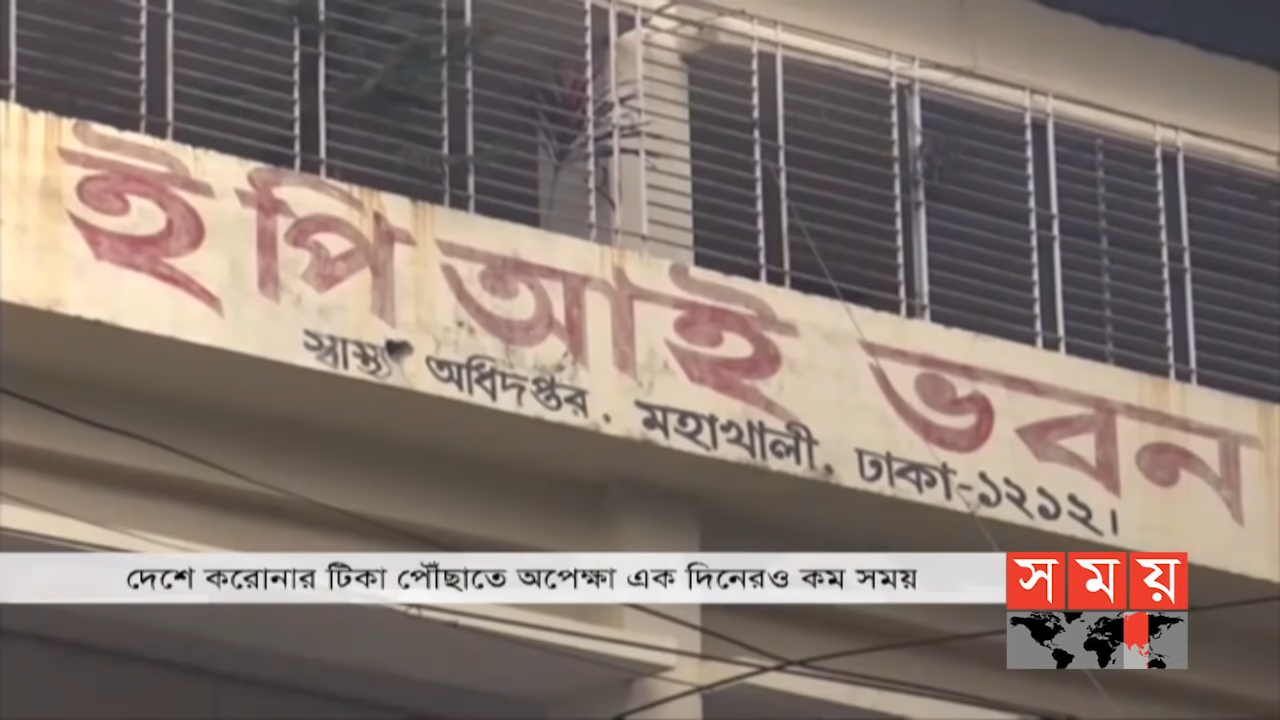 ইপিআই ভবন
স্বাস্থ্য অধিদপ্তর. মহাখালী. ঢাকা-১২১২।
দেশে করোনার টিকা পৌঁছাতে অপেক্ষা এক দিনেরও কম সময়
সময়